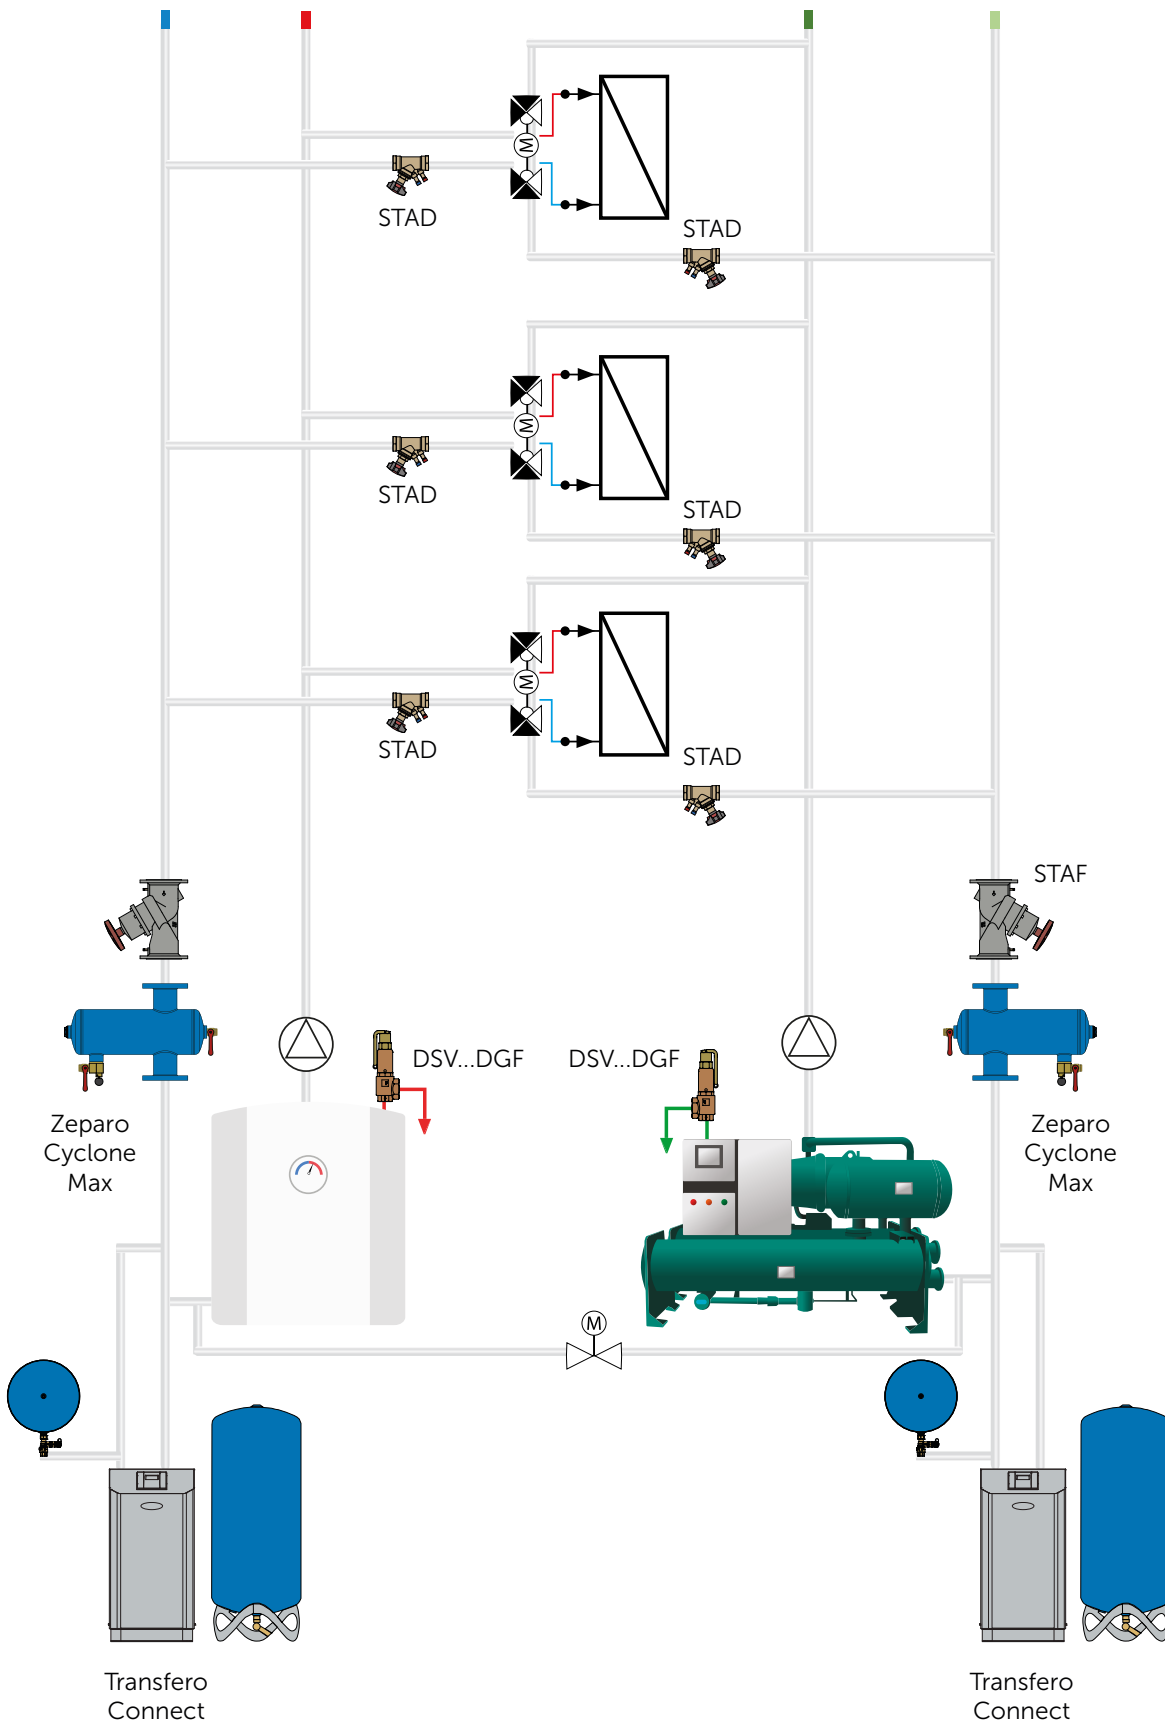 M
STAD
STAD
M
STAD
STAD
M
STAD
STAD
STAF
DSV...DGF
DSV...DGF
Zeparo
Cyclone
Max
Zeparo
Cyclone
Max
M
Transfero
Connect
Transfero
Connect